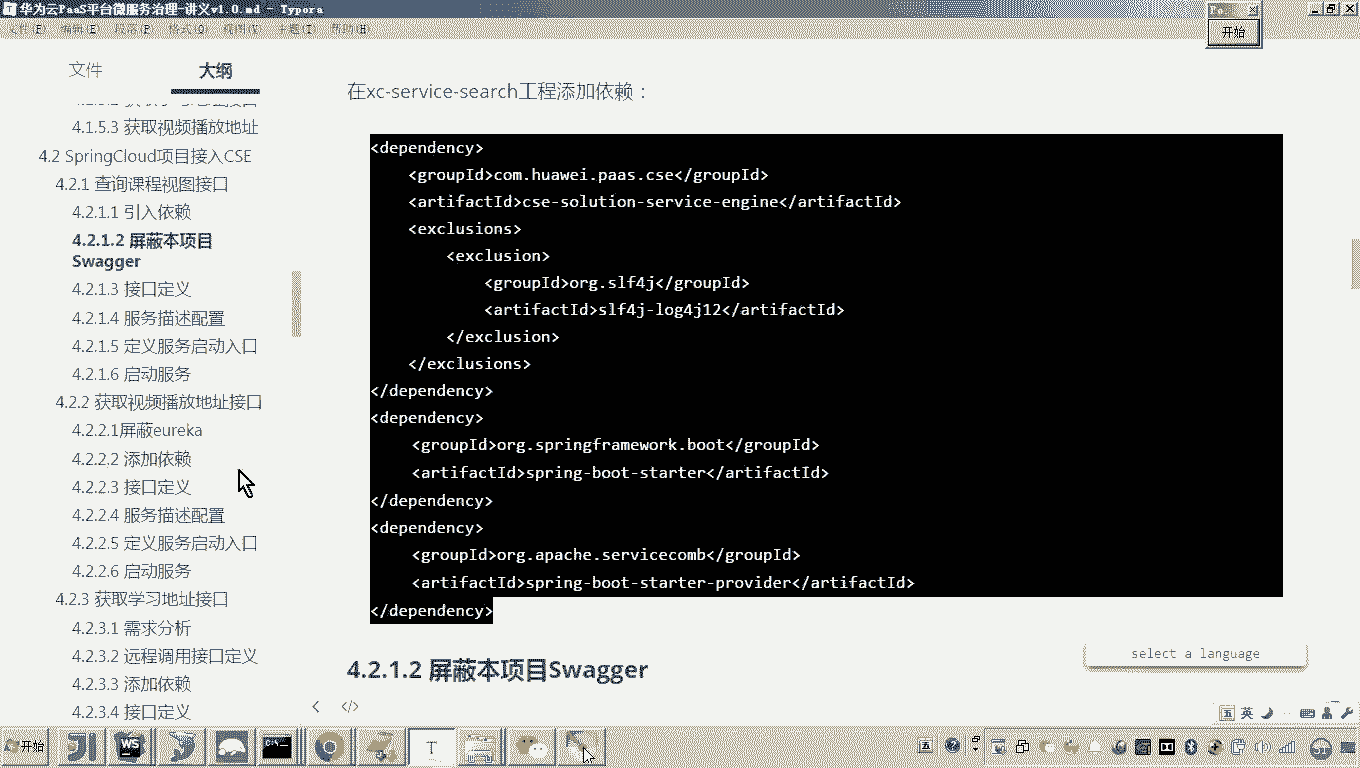 华为云PaaS平台微服务治理-讲义v1.0.md - Typora
文件(F) 编辑(E) 段落(P) 格式(O) 视图(V) 主题(T) 帮助(H)
开始
文件
大纲
4.1.5.3 获取视频播放地址
4.2 SpringCloud项目接入CSE
4.2.1 查询课程视图接口
4.2.1.1 引入依赖
4.2.1.2 屏蔽本项目
Swagger
4.2.1.3 接口定义
4.2.1.4 服务描述配置
4.2.1.5 定义服务启动入口
4.2.1.6 启动服务
4.2.2 获取视频播放地址接口
4.2.2.1屏蔽eureka
4.2.2.2 添加依赖
4.2.2.3 接口定义
4.2.2.4 服务描述配置
4.2.2.5 定义服务启动入口
4.2.2.6 启动服务
4.2.3 获取学习地址接口
4.2.3.1 需求分析
4.2.3.2 远程调用接口定义
4.2.3.3 添加依赖
4.2.3.4 接口定义
在xc-service-search工程添加依赖：
<dependency>
<groupId>com.huawei.paas.cse</groupId>
<artifactId>cse-solution-service-engine</artifactId>
<exclusions>
<exclusion>
<groupId>org.slf4j</groupId>
<artifactId>slf4j-log4j12</artifactId>
</exclusion>
</exclusions>
</dependency>
<dependency>
<groupId>org.springframework.boot</groupId>
<artifactId>spring-boot-starter</artifactId>
</dependency>
<dependency>
<groupId>org.apache.servicecomb</groupId>
<artifactId>spring-boot-starter-provider</artifactId>
</dependency>
select a language
4.2.1.2 屏蔽本项目Swagger
< </>
五 英
开始
WS
T
五